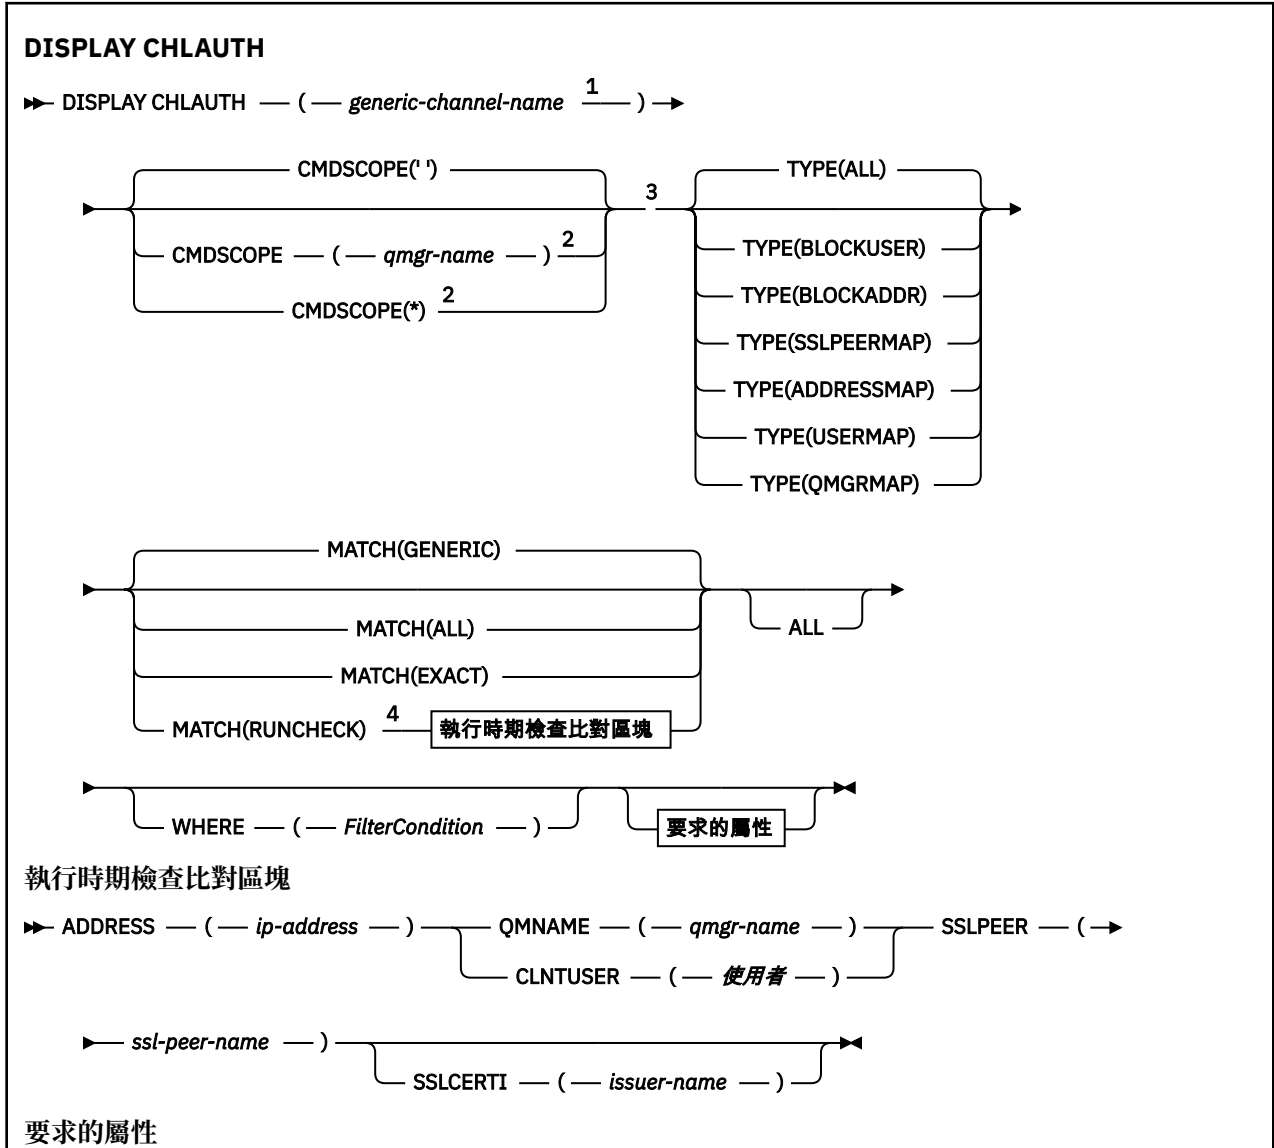 DISPLAY CHLAUTH
DISPLAY CHLAUTH ( generic-channel-name 1 )
CMDSCOPE(' ')
CMDSCOPE ( qmgr-name ) 2
CMDSCOPE(*) 2
3
TYPE(ALL)
TYPE(BLOCKUSER)
TYPE(BLOCKADDR)
TYPE(SSLPEERMAP)
TYPE(ADDRESSMAP)
TYPE(USERMAP)
TYPE(QMGRMAP)
MATCH(GENERIC)
MATCH(ALL)
MATCH(EXACT)
MATCH(RUNCHECK) 4 執行時期檢查比對區塊
ALL
WHERE ( FilterCondition )
要求的屬性
執行時期檢查比對區塊
ADDRESS ( ip-address ) QMNAME ( qmgr-name ) SSLPEER (
CLNTUSER ( 使用者 )
ssl-peer-name )
SSLCERTI ( issuer-name )
要求的屬性